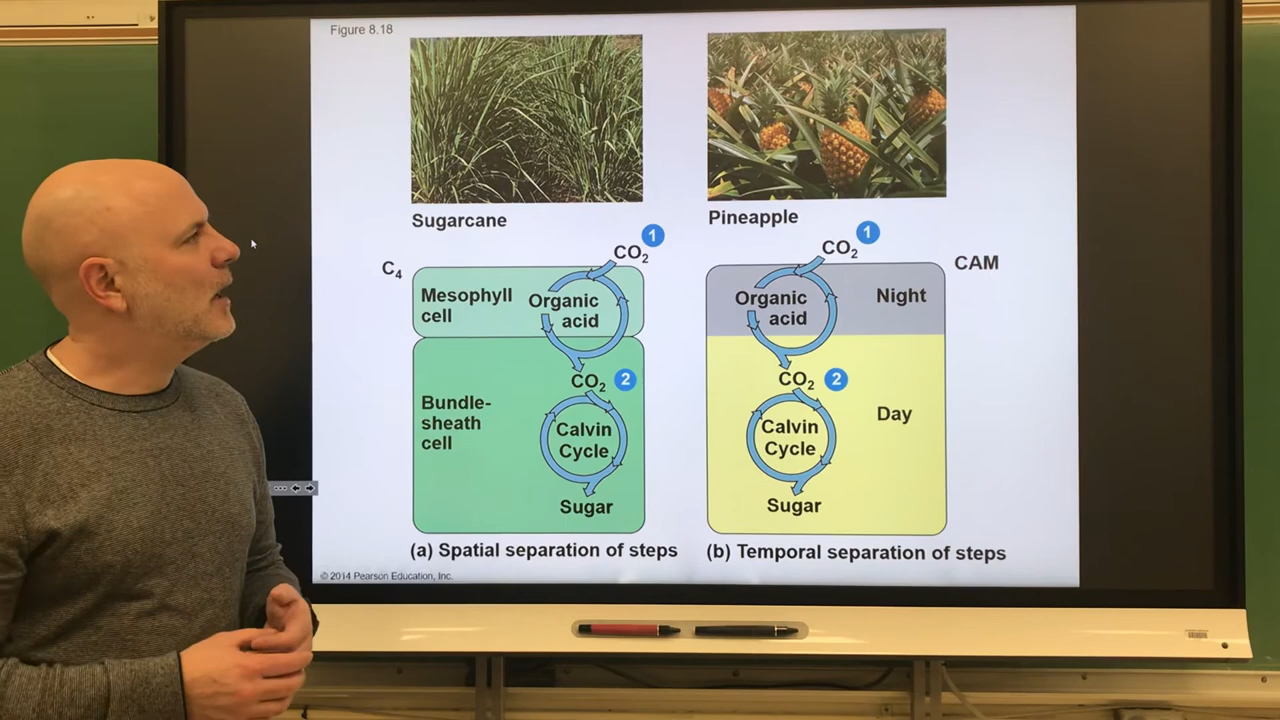 Figure 8.18
Sugarcane
Pineapple
C4
CO2
1
Mesophyll
cell
Organic
acid
CO2
2
Bundle-
sheath
cell
Calvin
Cycle
Sugar
(a) Spatial separation of steps
CO2
1
CAM
Organic
acid
Night
CO2
2
Day
Calvin
Cycle
Sugar
(b) Temporal separation of steps
© 2014 Pearson Education, Inc.